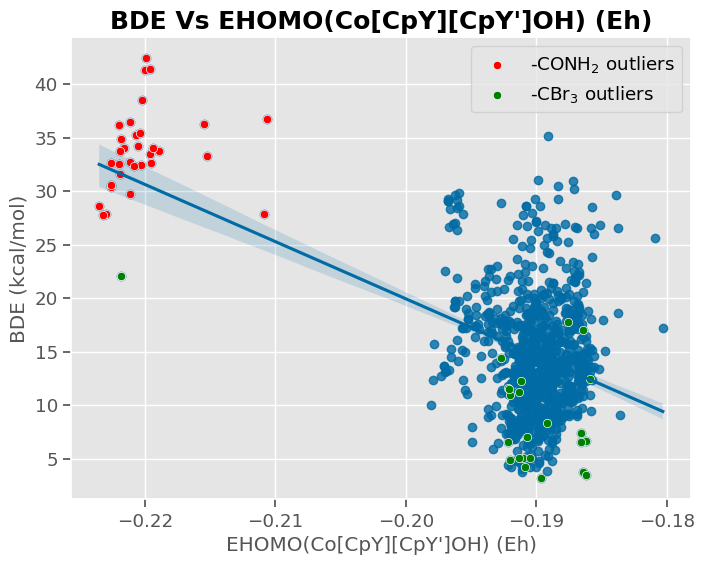 BDE Vs EHOMO(Co[CpY][CpY']OH) (Eh)
-CONH₂ outliers
-CBr₃ outliers
BDE (kcal/mol)
40
35
30
25
20
15
10
5
−0.22 −0.21 −0.20 −0.19 −0.18
EHOMO(Co[CpY][CpY']OH) (Eh)